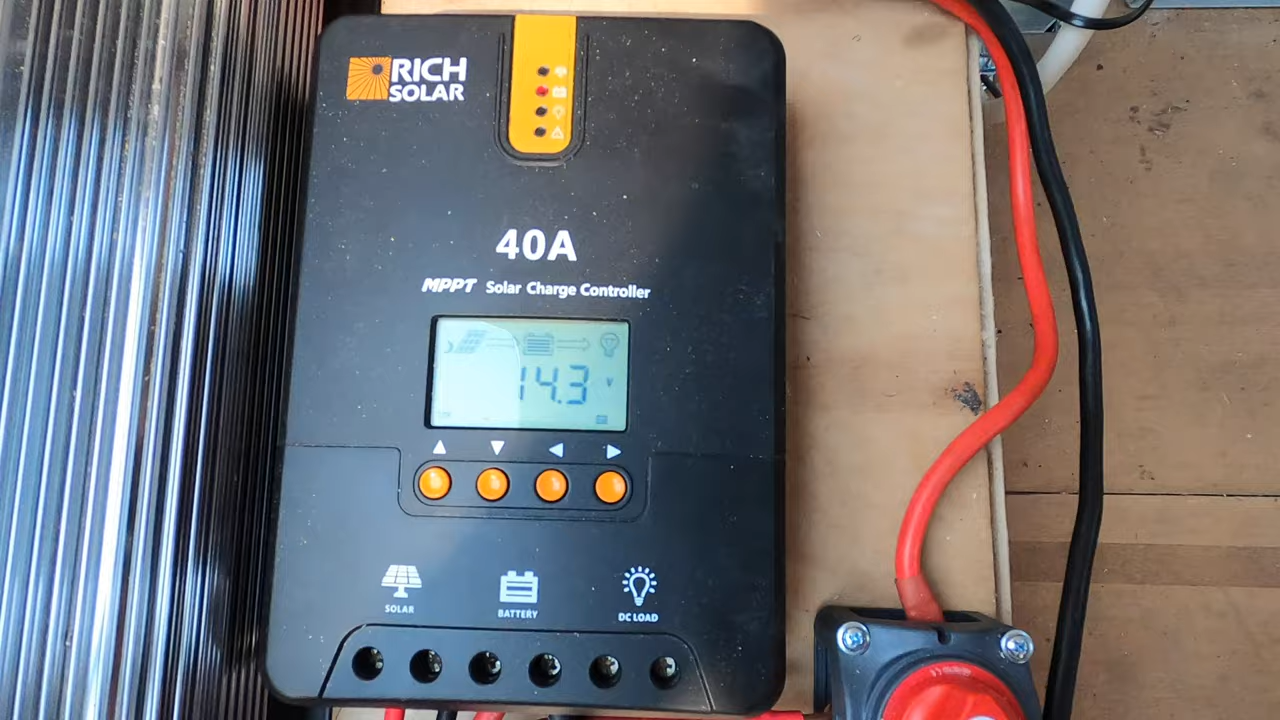 RICH
SOLAR
40A
MPPT Solar Charge Controller
14.3 V
SOLAR
BATTERY
DC LOAD